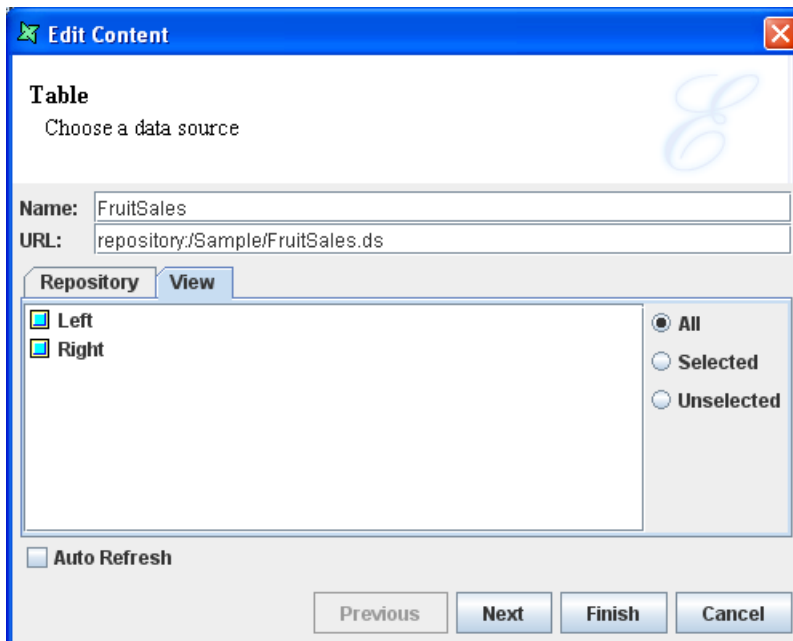 Edit Content
Table
Choose a data source
Name: FruitSales
URL: repository:/Sample/FruitSales.ds
Repository View
Left
Right
All
Selected
Unselected
Auto Refresh
Previous Next Finish Cancel